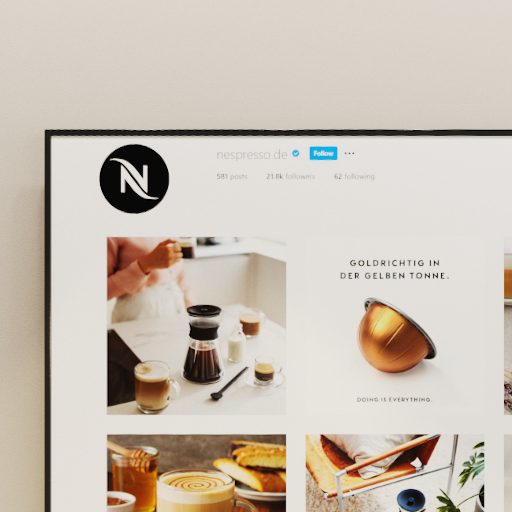 N
nespresso.de Follow ...
581 posts 21.8k followers 62 following
GOLDRICHTIG IN
DER GELBEN TONNE.
DOING IS EVERYTHING.